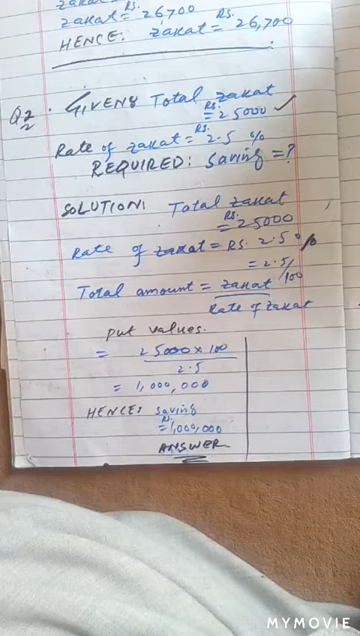 zakat = Rs. 26,700
HENCE: zakat = Rs. 26,700
Q2 GIVEN: Total zakat
= Rs. 25000 ✓
Rate of zakat = Rs. 2.5 %
REQUIRED: Saving = ?
SOLUTION: Total zakat
= Rs. 25000
Rate of zakat = Rs. 2.5 %
= 2.5/100
Total amount = zakat
Rate of zakat
put values.
= 25000 x 100
2.5
= 1,000,000
HENCE: saving
= Rs. 1,000,000
ANSWER
MYMOVIE